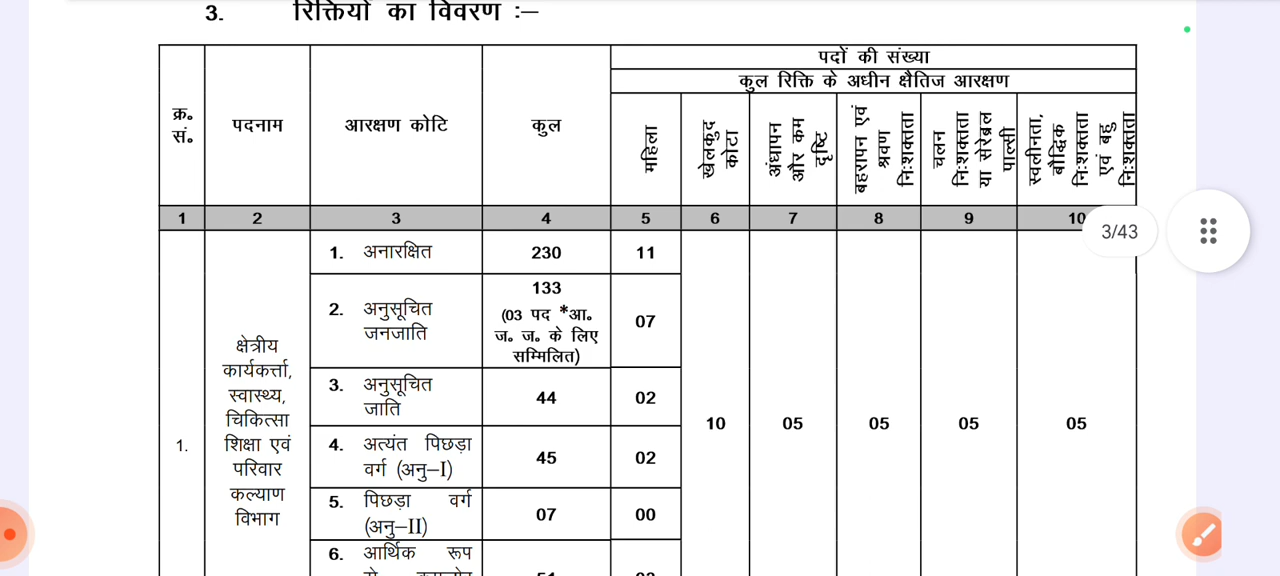 3. रिक्तियों का विवरण :–
पदों की संख्या
कुल रिक्ति के अधीन क्षैतिज आरक्षण
क्र॰
सं॰
पदनाम
आरक्षण कोटि
कुल
महिला
खेलकुद
कोटा
अंधापन
और कम
दृष्टि
बहरापन एवं
श्रवण
निःशक्तता
चलन
निःशक्तता
या सेरेब्रल
पाल्सी
स्वलीनता,
बौद्धिक
निःशक्तता
एवं बहु
निःशक्तता
1 2 3 4 5 6 7 8 9 10
3/43
1.
क्षेत्रीय
कार्यकर्त्ता,
स्वास्थ्य,
चिकित्सा
शिक्षा एवं
परिवार
कल्याण
विभाग
1. अनारक्षित 230 11
2. अनुसूचित
जनजाति
133
(03 पद *आ॰
ज॰ ज॰ के लिए
सम्मिलित)
07
3. अनुसूचित
जाति
44 02
4. अत्यंत पिछड़ा
वर्ग (अनु–I)
45 02
5. पिछड़ा वर्ग
(अनु–II)
07 00
6. आर्थिक रूप
10 05 05 05 05